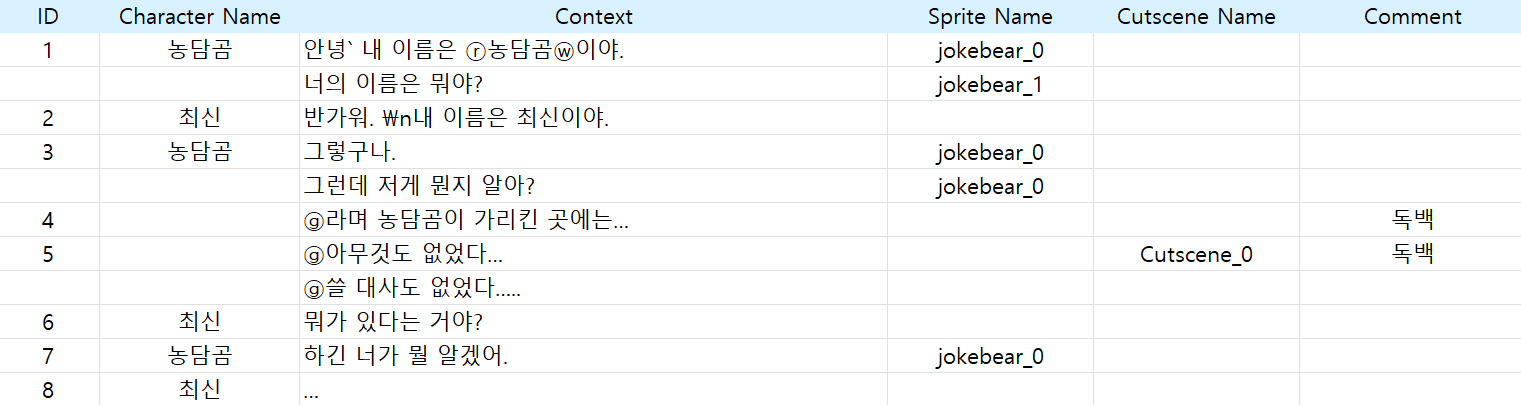 ID Character Name Context Sprite Name Cutscene Name Comment
1 농담곰 안녕` 내 이름은 ⓡ농담곰ⓦ이야. jokebear_0
너의 이름은 뭐야? jokebear_1
2 최신 반가워. ₩n내 이름은 최신이야.
3 농담곰 그렇구나. jokebear_0
그런데 저게 뭔지 알아? jokebear_0
4 ⓖ라며 농담곰이 가리킨 곳에는... 독백
5 ⓖ아무것도 없었다... Cutscene_0 독백
ⓖ쓸 대사도 없었다.....
6 최신 뭐가 있다는 거야?
7 농담곰 하긴 너가 뭘 알겠어. jokebear_0
8 최신 ...